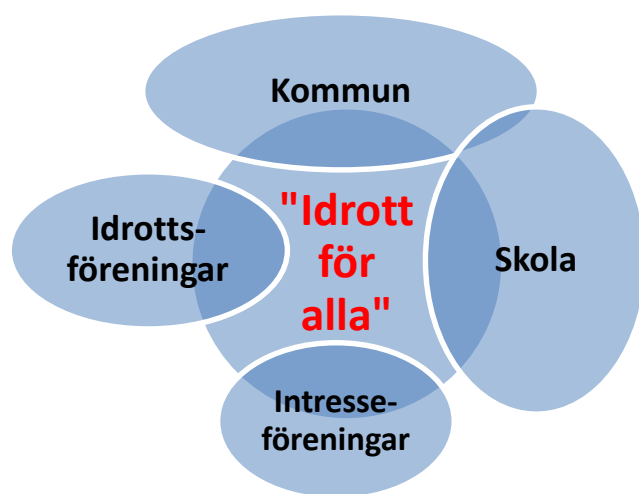 Kommun
"Idrott
för
alla"
Idrotts-
föreningar
Skola
Intresse-
föreningar